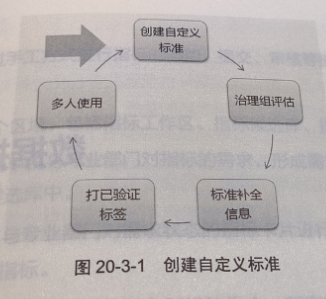 创建自定义
标准
多人使用
治理组评估
打已验证
标签
标准补全
信息
图 20-3-1 创建自定义标准